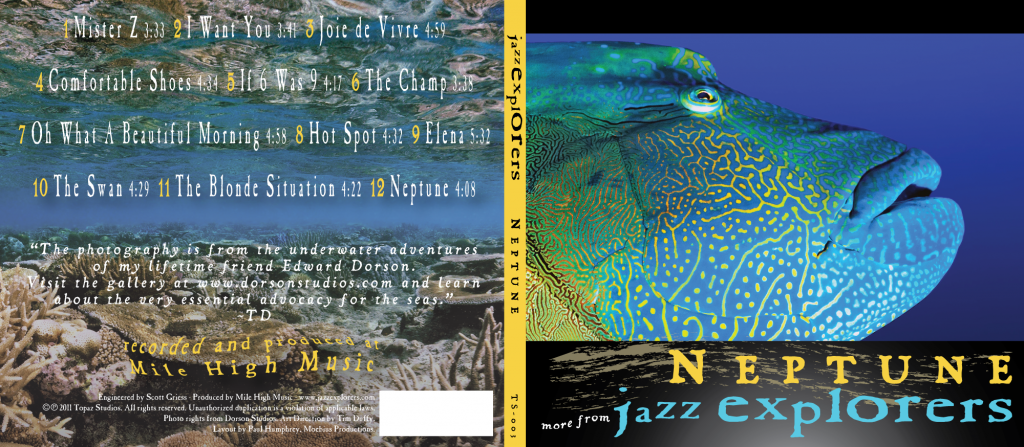 1 Mister Z 3:33 2 I Want You 3:41 3 Joie de Vivre 4:59
4 Comfortable Shoes 4:34 5 If 6 Was 9 4:17 6 The Champ 3:38
7 Oh What A Beautiful Morning 4:58 8 Hot Spot 4:32 9 Elena 5:32
10 The Swan 4:29 11 The Blonde Situation 4:22 12 Neptune 4:08
“The photography is from the underwater adventures
of my lifetime friend Edward Dorson.
Visit the gallery at www.dorsonstudios.com and learn
about the very essential advocacy for the seas.”
-TD
recorded and produced at
Mile High Music
Engineered by Scott Griess - Produced by Mile High Music - www.jazzexplorers.com
©℗ 2011 Topaz Studios. All rights reserved. Unauthorized duplication is a violation of applicable laws.
Photo rights from Dorson Studios. Art Direction by Tim Duffy.
Layout by Paul Humphrey, Moebius Productions.
jazz explorers NEPTUNE TS-1003
NEPTUNE
more from jazz explorers